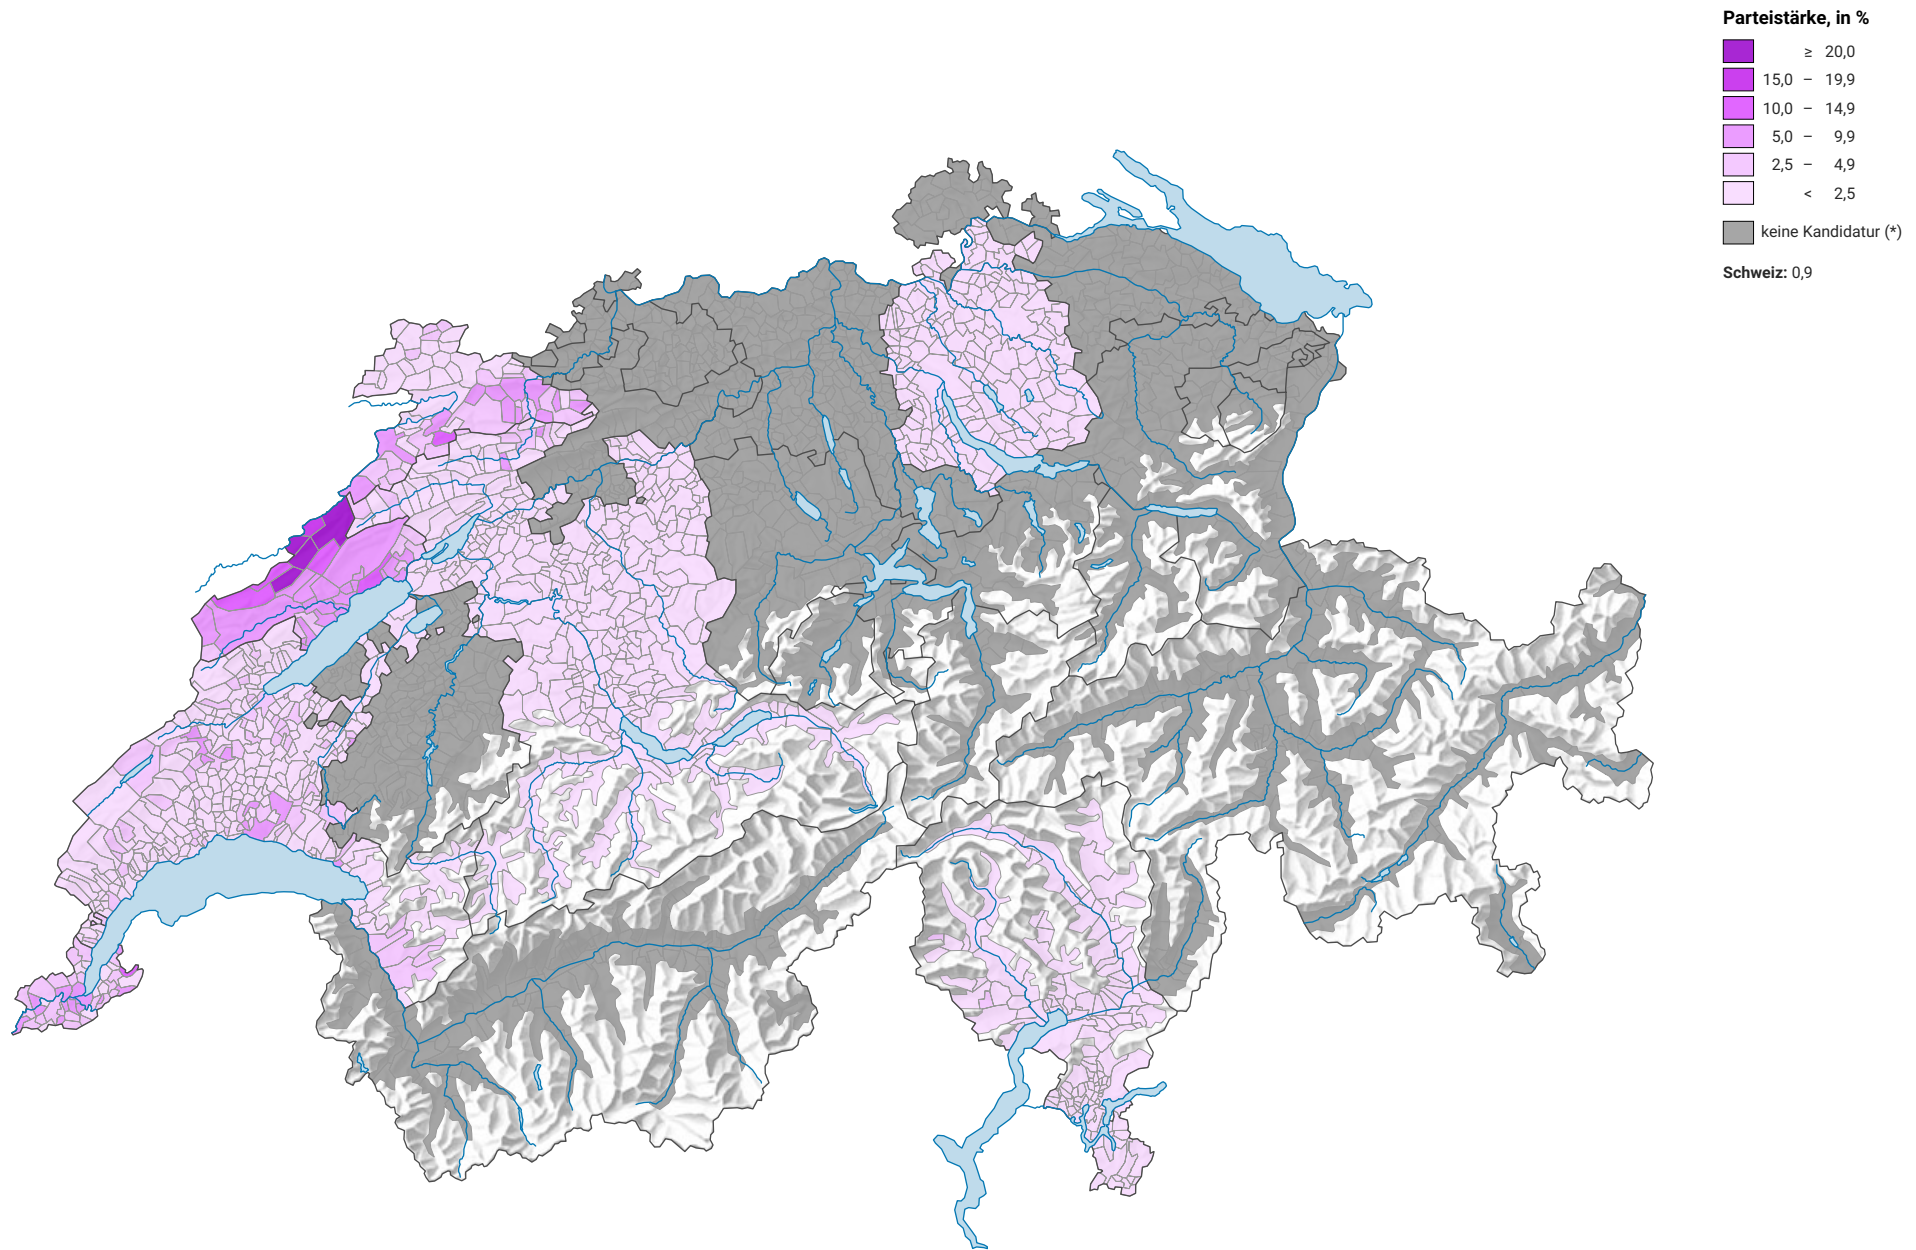 Parteistärke, in %
≥ 20,0
15,0 – 19,9
10,0 – 14,9
5,0 – 9,9
2,5 – 4,9
< 2,5
keine Kandidatur (*)
Schweiz: 0,9